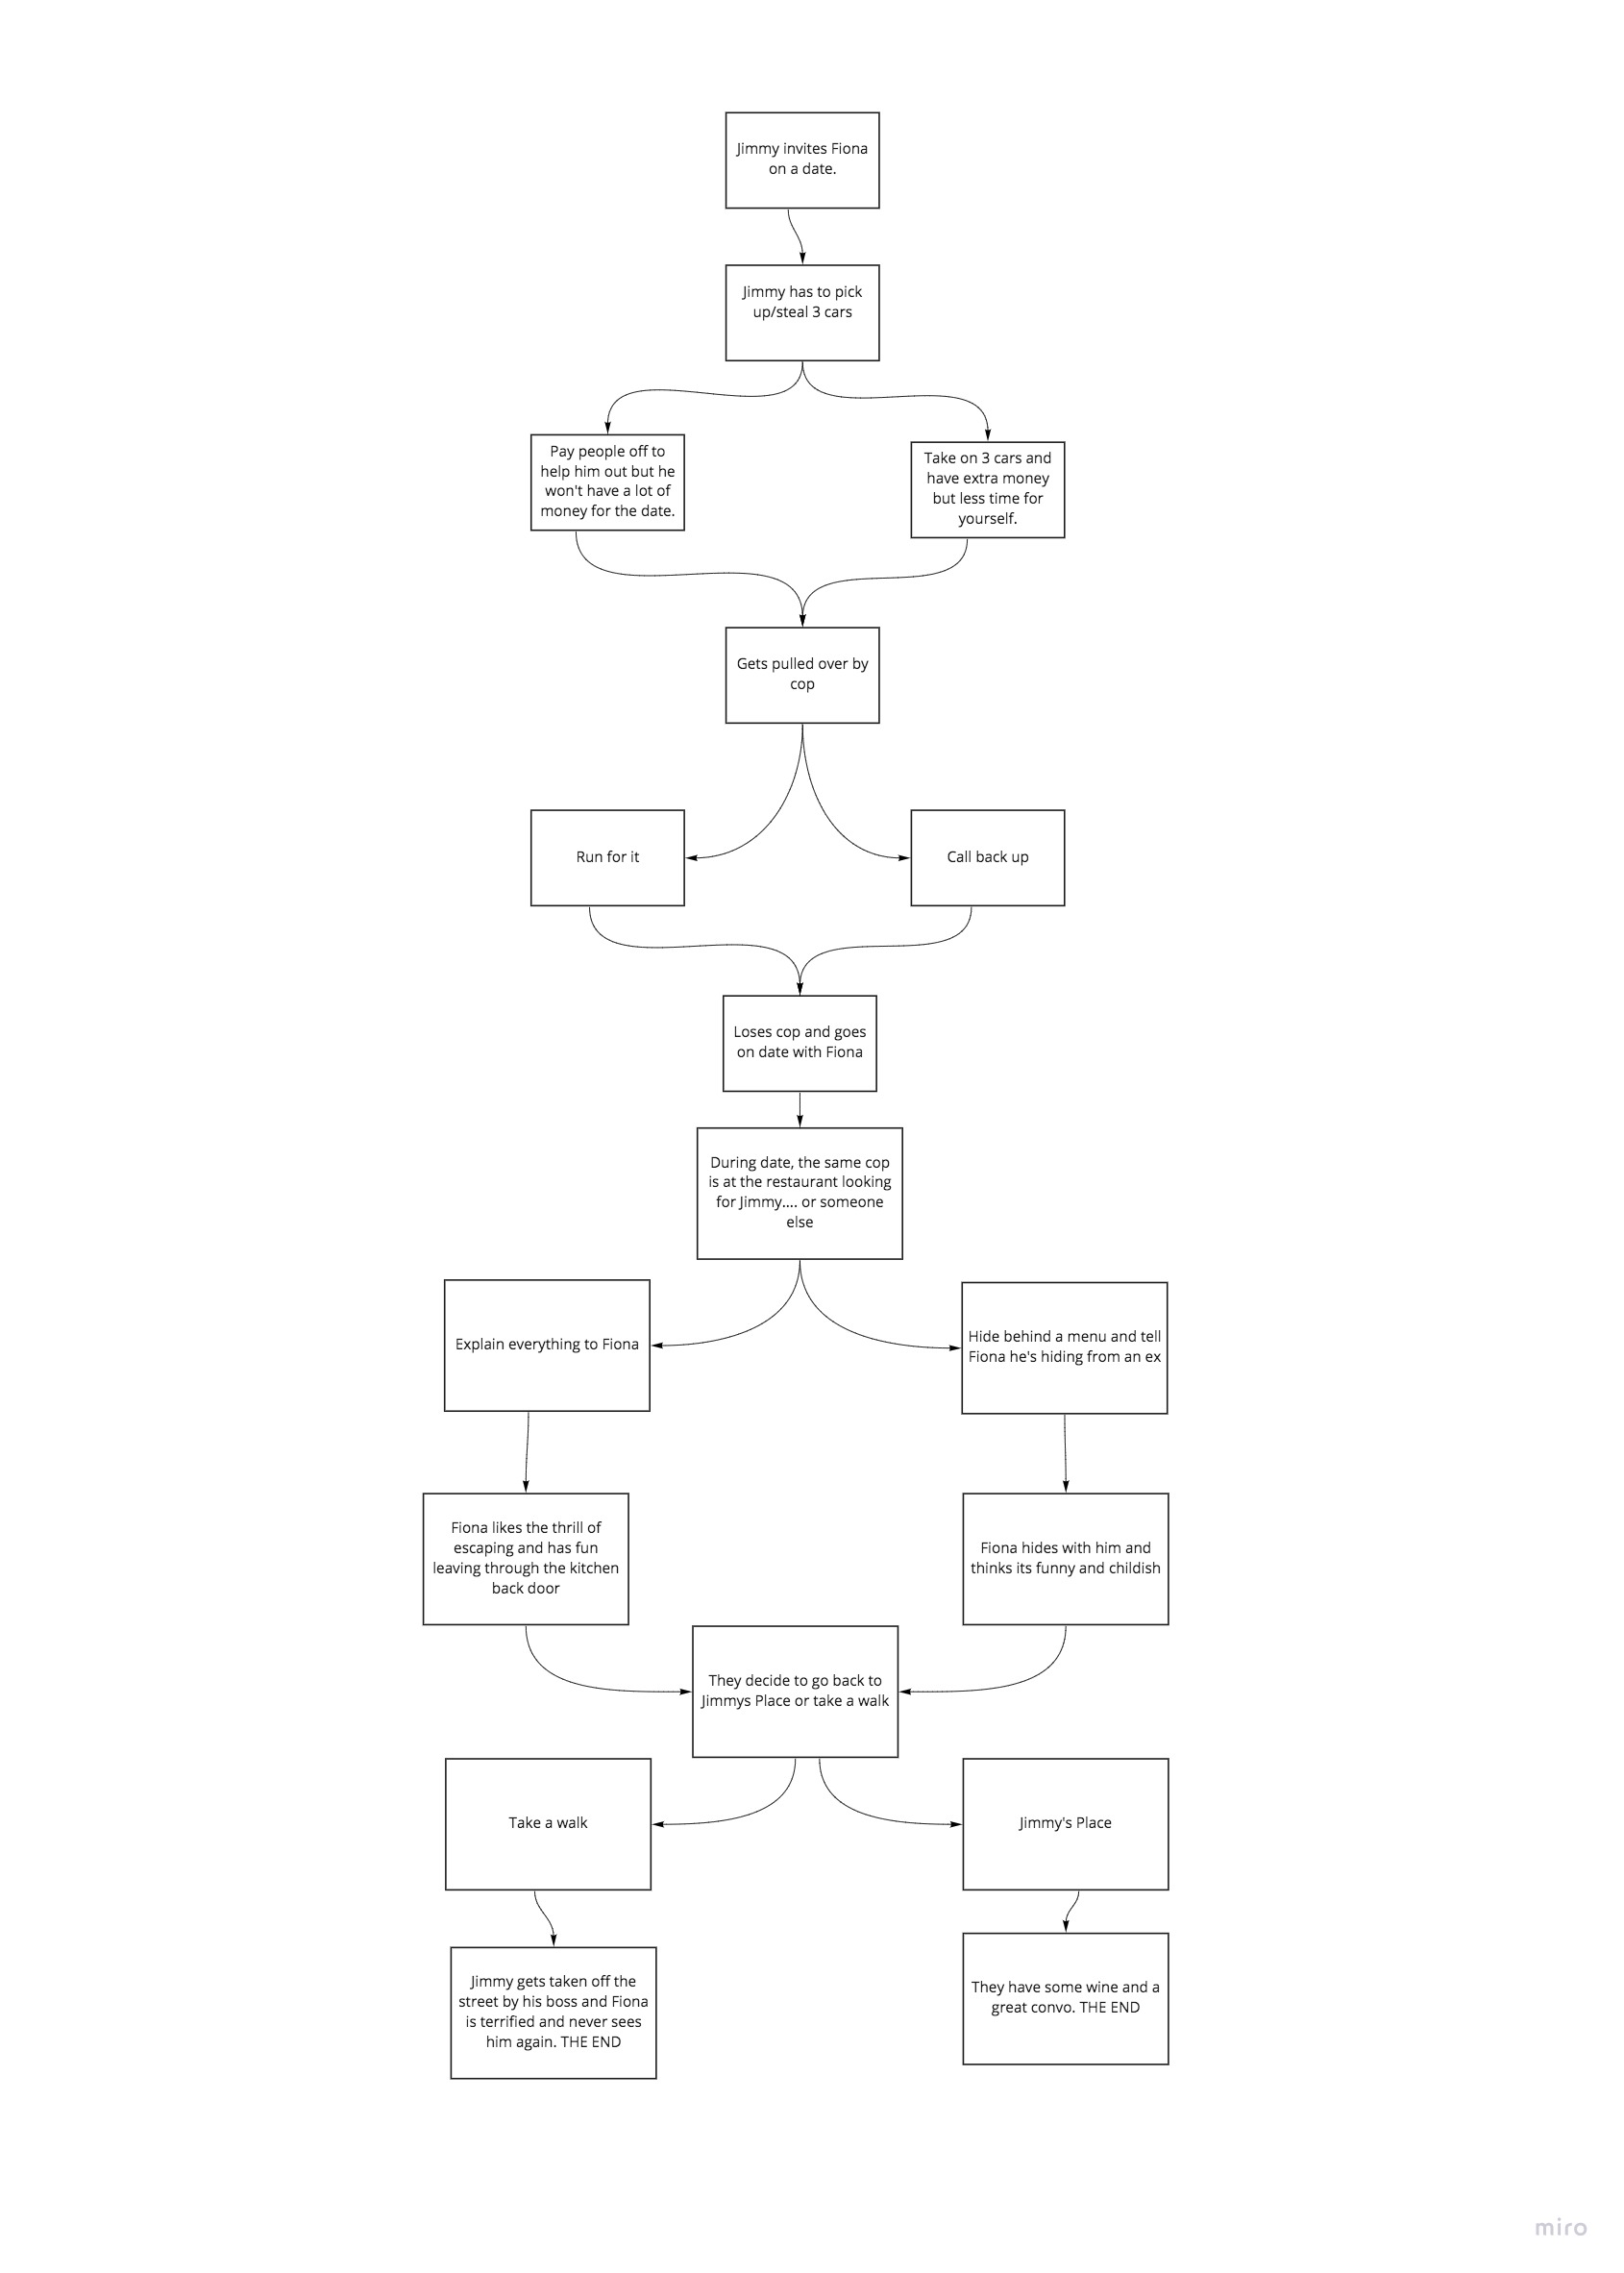 Jimmy invites Fiona
on a date.
Jimmy has to pick
up/steal 3 cars
Pay people off to
help him out but he
won't have a lot of
money for the date.
Take on 3 cars and
have extra money
but less time for
yourself.
Gets pulled over by
cop
Run for it
Call back up
Loses cop and goes
on date with Fiona
During date, the same cop
is at the restaurant looking
for Jimmy.... or someone
else
Explain everything to Fiona
Hide behind a menu and tell
Fiona he's hiding from an ex
Fiona likes the thrill of
escaping and has fun
leaving through the kitchen
back door
Fiona hides with him and
thinks its funny and childish
They decide to go back to
Jimmys Place or take a walk
Take a walk
Jimmy's Place
Jimmy gets taken off the
street by his boss and Fiona
is terrified and never sees
him again. THE END
They have some wine and a
great convo. THE END
miro